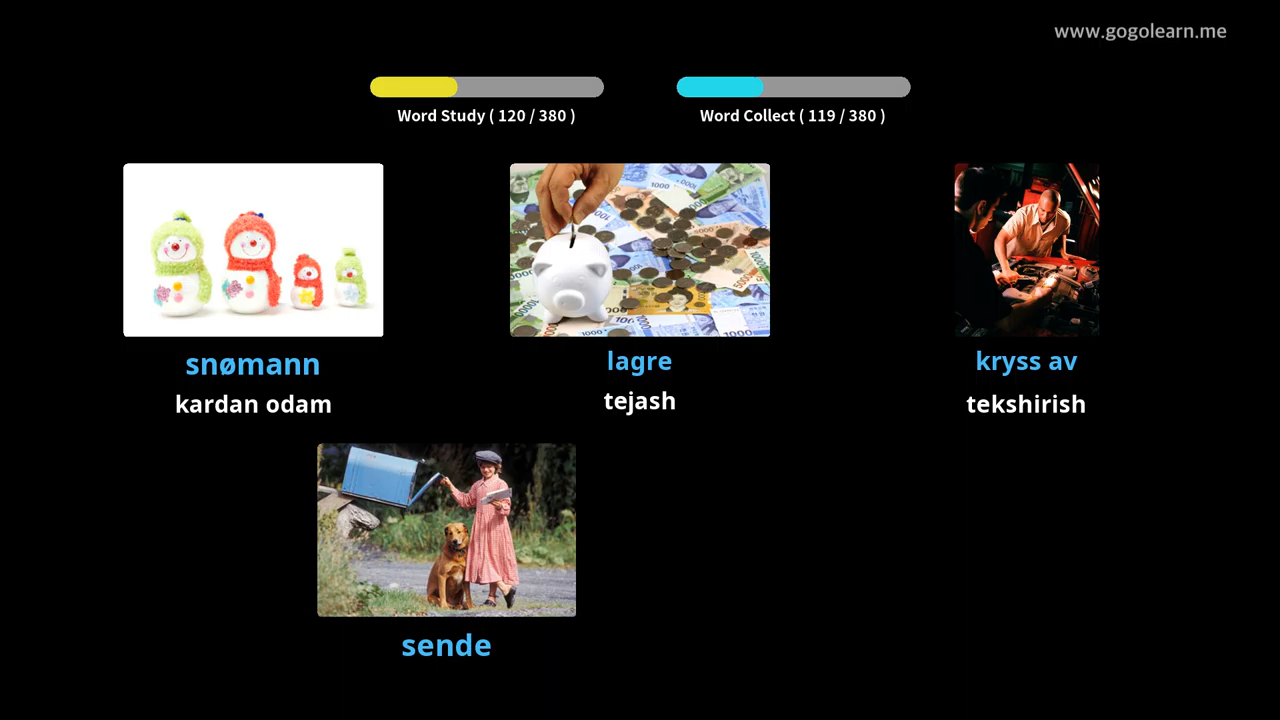 www.gogolearn.me
Word Study ( 120 / 380 )
Word Collect ( 119 / 380 )
snømann
lagre
kryss av
kardan odam
tejash
tekshirish
sende